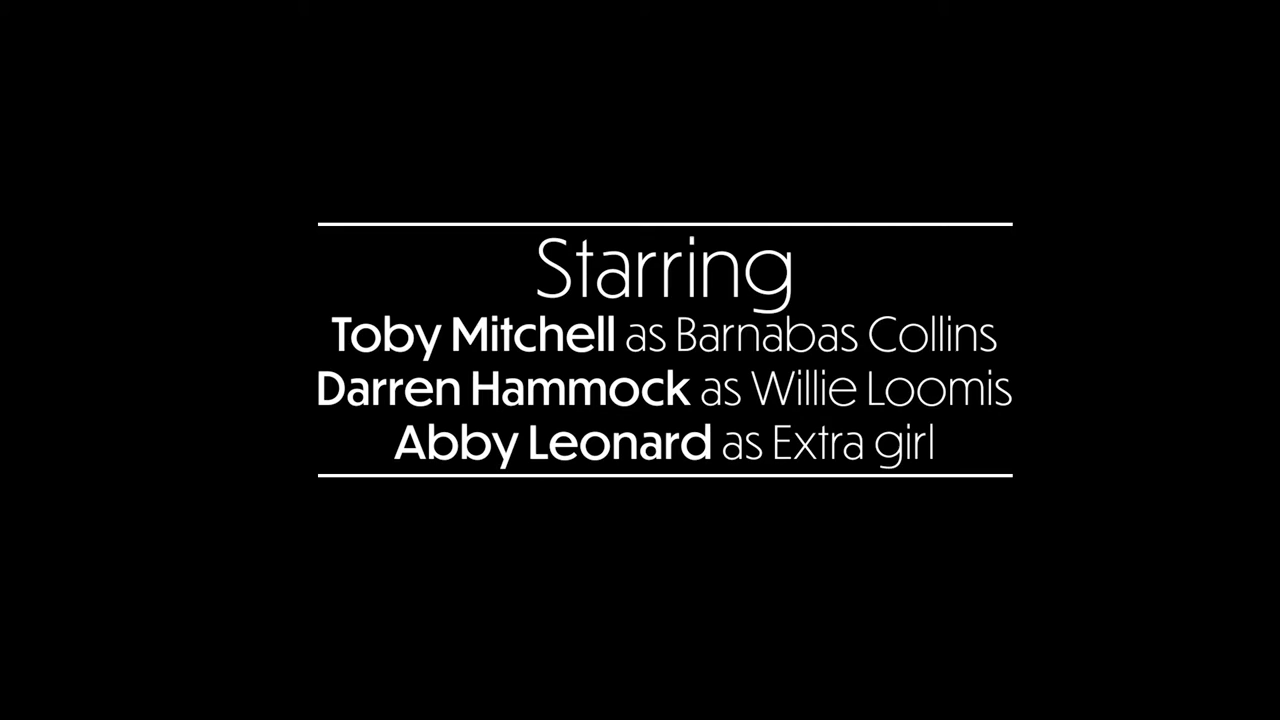 Starring
Toby Mitchell as Barnabas Collins
Darren Hammock as Willie Loomis
Abby Leonard as Extra girl